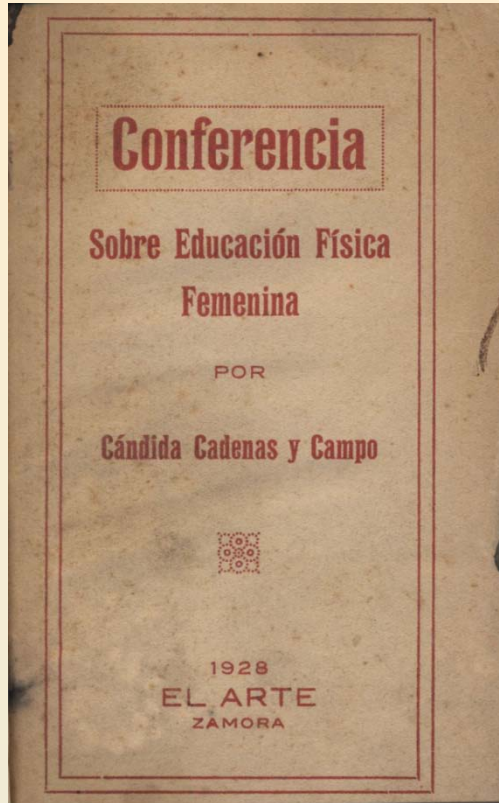 Conferencia
Sobre Educación Física
Femenina
POR
Cándida Cadenas y Campo
1928
EL ARTE
ZAMORA